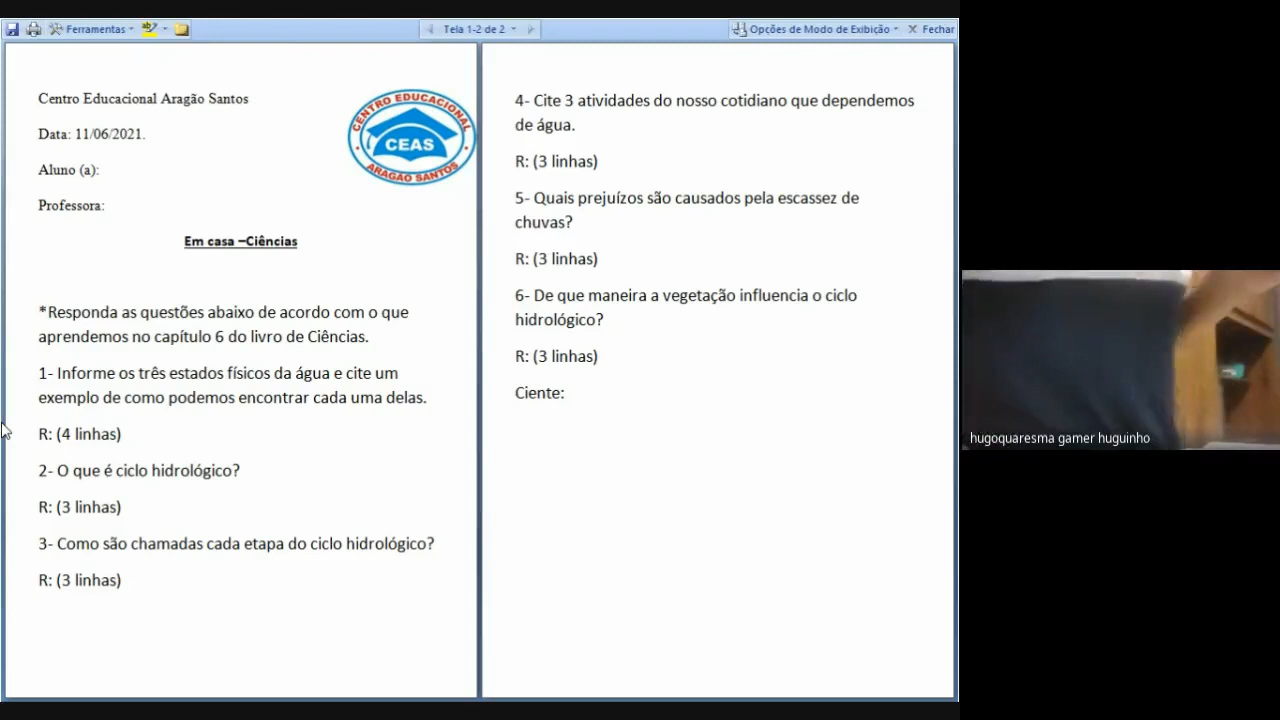 Ferramentas
Tela 1-2 de 2
Opções de Modo de Exibição
Fechar
Centro Educacional Aragão Santos
Data: 11/06/2021.
Aluno (a):
Professora:
CENTRO EDUCACIONAL
CEAS
ARAGÃO SANTOS
Em casa –Ciências
*Responda as questões abaixo de acordo com o que
aprendemos no capítulo 6 do livro de Ciências.
1- Informe os três estados físicos da água e cite um
exemplo de como podemos encontrar cada uma delas.
R: (4 linhas)
2- O que é ciclo hidrológico?
R: (3 linhas)
3- Como são chamadas cada etapa do ciclo hidrológico?
R: (3 linhas)
4- Cite 3 atividades do nosso cotidiano que dependemos
de água.
R: (3 linhas)
5- Quais prejuízos são causados pela escassez de
chuvas?
R: (3 linhas)
6- De que maneira a vegetação influencia o ciclo
hidrológico?
R: (3 linhas)
Ciente:
hugoquaresma gamer huguinho